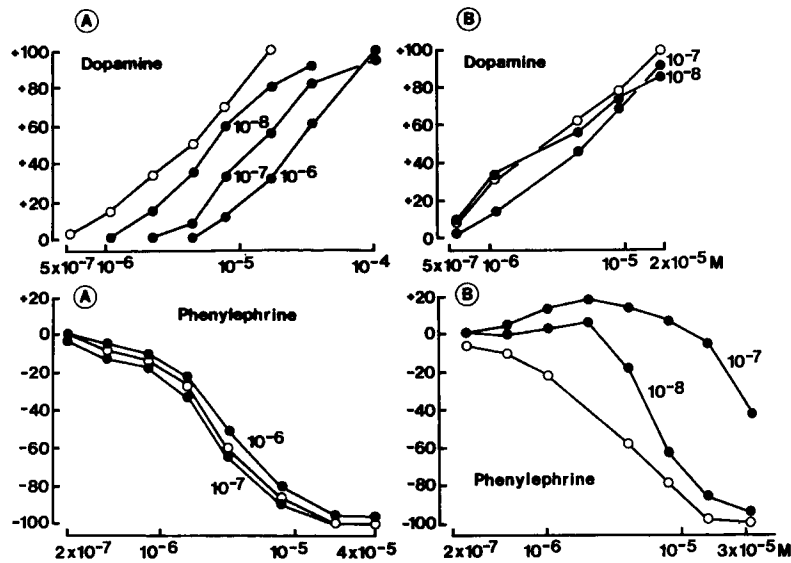 A
+100
Dopamine
+80
+60
10⁻⁸
+40
10⁻⁷
10⁻⁶
+20
0
5x10⁻⁷
10⁻⁶
10⁻⁵
10⁻⁴
B
+100
10⁻⁷
Dopamine
10⁻⁸
+80
+60
+40
+20
0
5x10⁻⁷
10⁻⁶
10⁻⁵
2x10⁻⁵M
A
+20
Phenylephrine
0
-20
-40
10⁻⁶
-60
10⁻⁷
-80
-100
2x10⁻⁷
10⁻⁶
10⁻⁵
4x10⁻⁵
B
+20
0
10⁻⁷
-20
10⁻⁸
-40
-60
Phenylephrine
-80
-100
2x10⁻⁷
10⁻⁶
10⁻⁵
3x10⁻⁵M